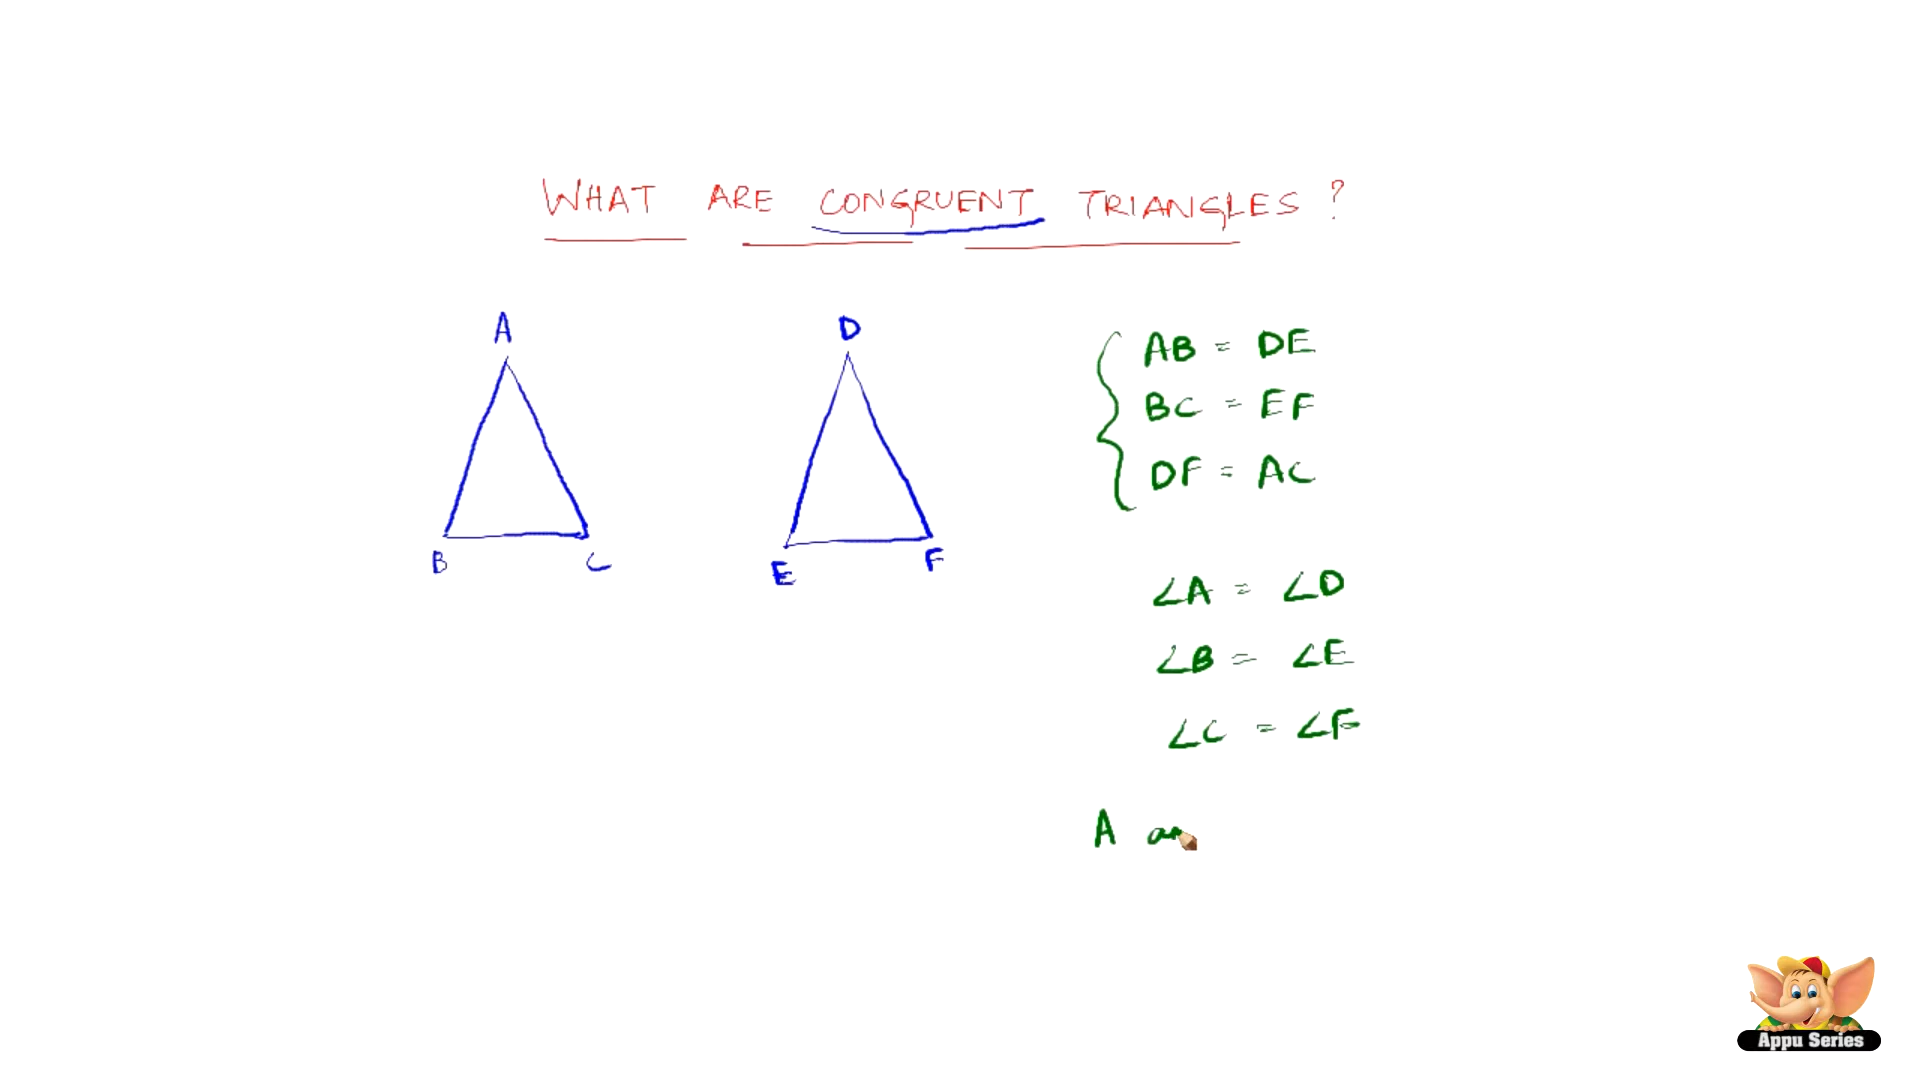 WHAT ARE CONGRUENT TRIANGLES?
A
D
B
C
E
F
AB = DE
BC = EF
DF = AC
∠A = ∠D
∠B = ∠E
∠C = ∠F
A
Appu Series